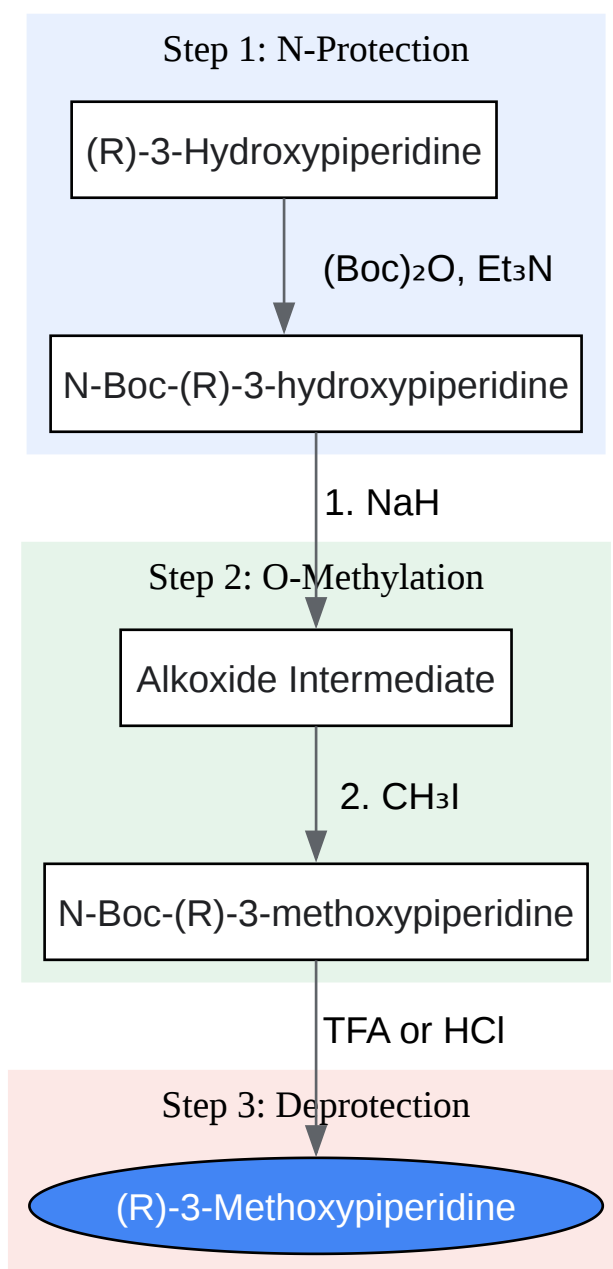 Step 1: N-Protection
(R)-3-Hydroxypiperidine
(Boc)₂O, Et₃N
N-Boc-(R)-3-hydroxypiperidine
1. NaH
Step 2: O-Methylation
Alkoxide Intermediate
2. CH₃I
N-Boc-(R)-3-methoxypiperidine
TFA or HCl
Step 3: Deprotection
(R)-3-Methoxypiperidine